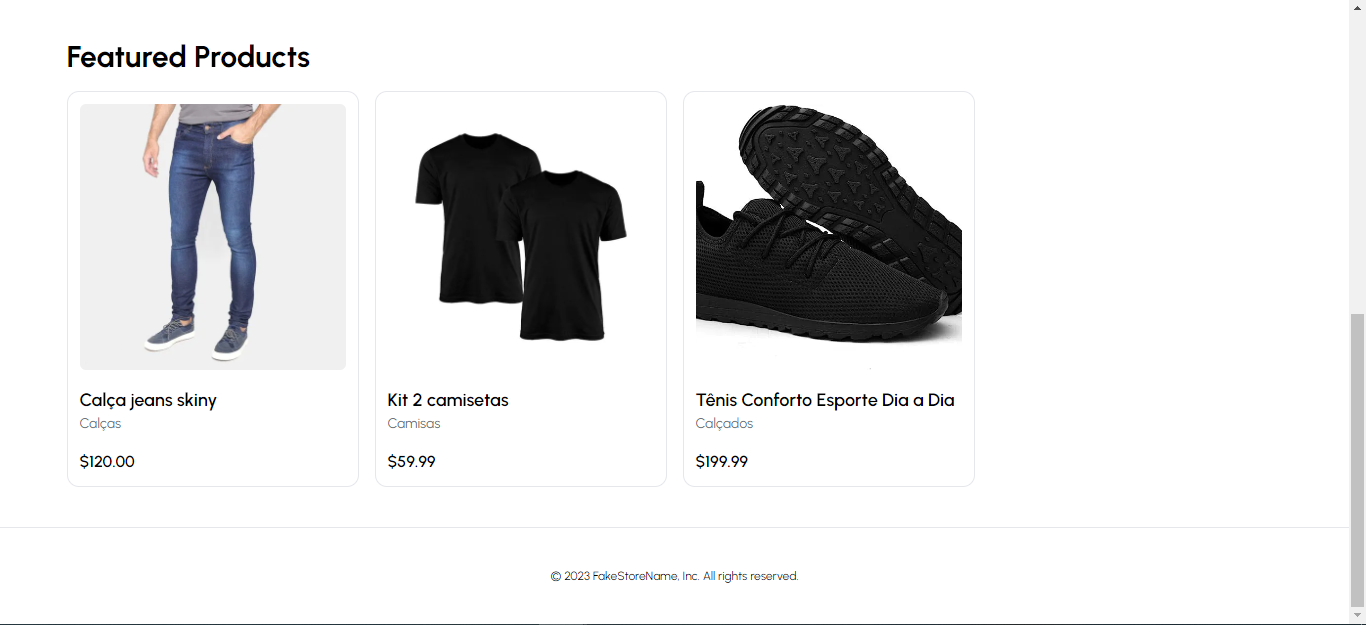 Featured Products
Calça jeans skiny
Calças
$120.00
Kit 2 camisetas
Camisas
$59.99
Tênis Conforto Esporte Dia a Dia
Calçados
$199.99
© 2023 FakeStoreName, Inc. All rights reserved.